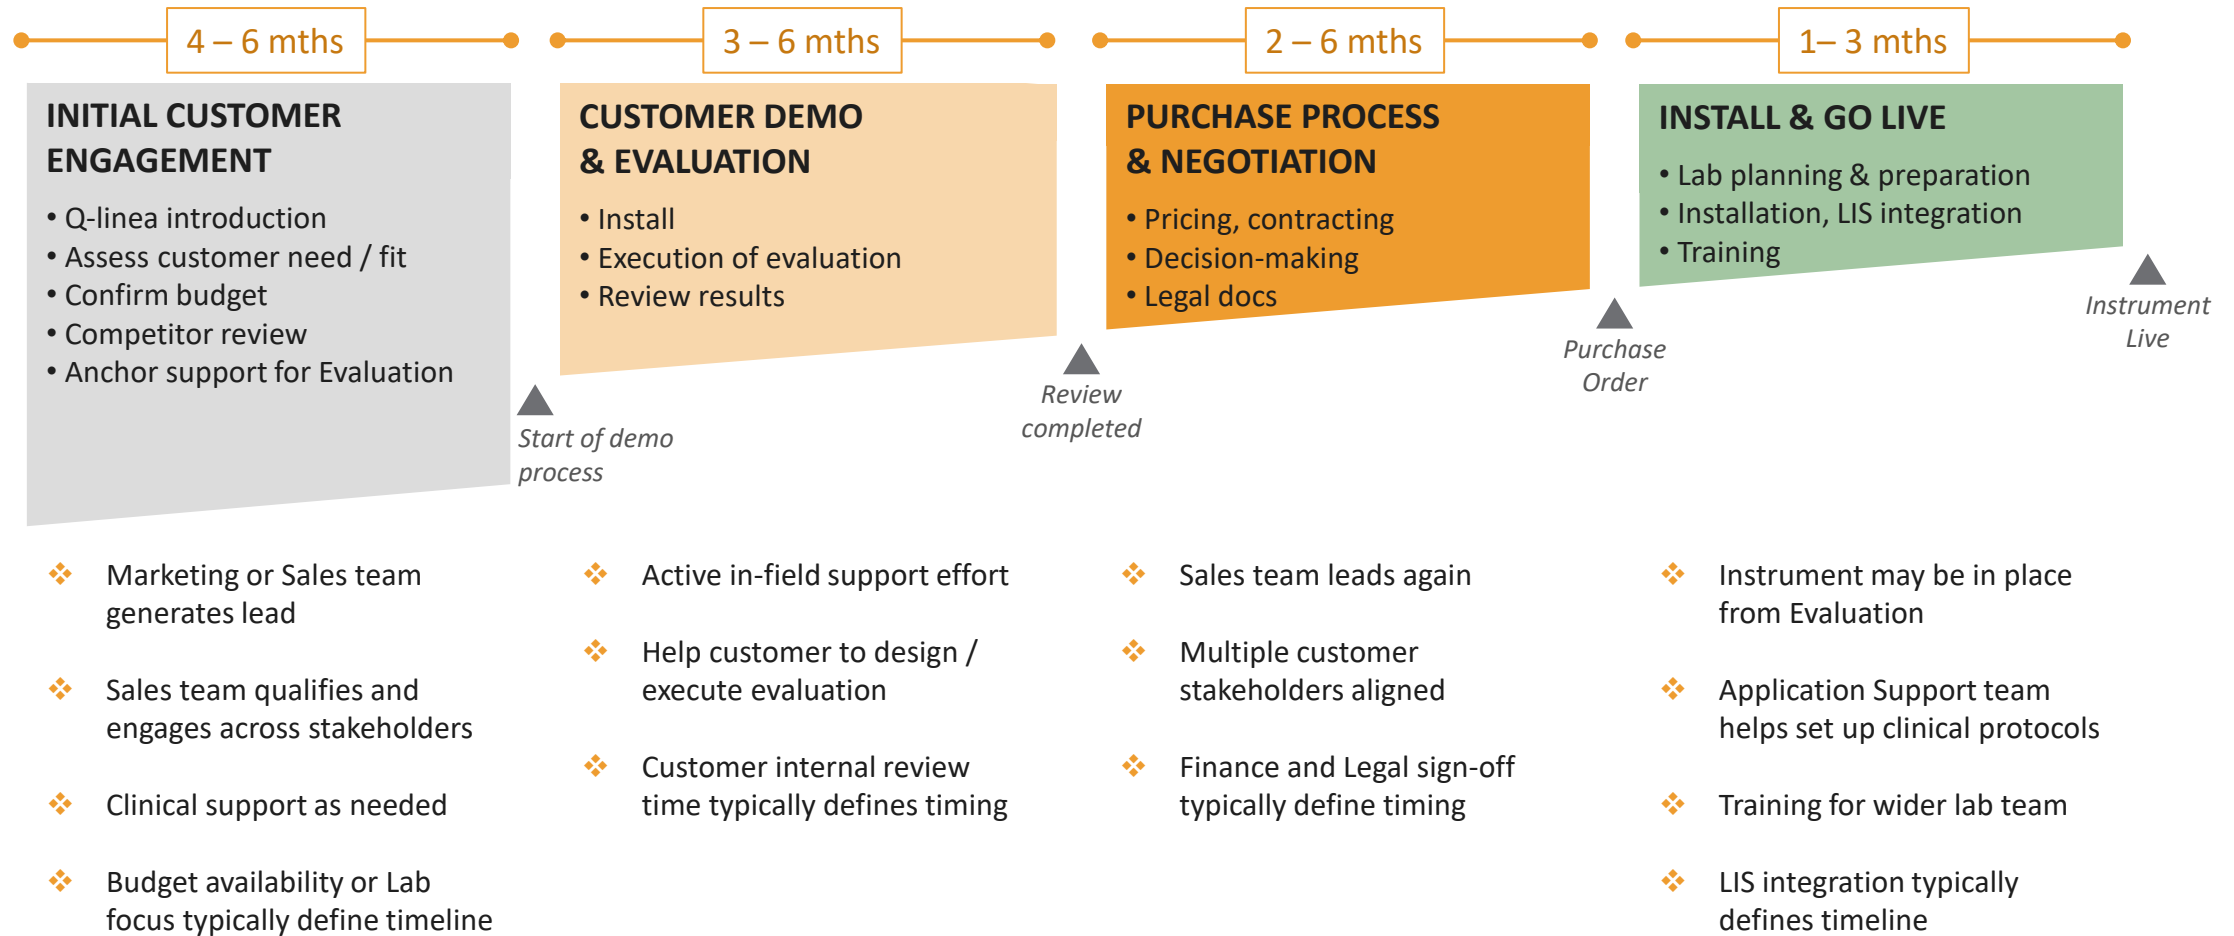 4 – 6 mths
INITIAL CUSTOMER
ENGAGEMENT
• Q-linea introduction
• Assess customer need / fit
• Confirm budget
• Competitor review
• Anchor support for Evaluation
Start of demo
process
❖ Marketing or Sales team
generates lead
❖ Sales team qualifies and
engages across stakeholders
❖ Clinical support as needed
❖ Budget availability or Lab
focus typically define timeline
3 – 6 mths
CUSTOMER DEMO
& EVALUATION
• Install
• Execution of evaluation
• Review results
Review
completed
❖ Active in-field support effort
❖ Help customer to design /
execute evaluation
❖ Customer internal review
time typically defines timing
2 – 6 mths
PURCHASE PROCESS
& NEGOTIATION
• Pricing, contracting
• Decision-making
• Legal docs
Purchase
Order
❖ Sales team leads again
❖ Multiple customer
stakeholders aligned
❖ Finance and Legal sign-off
typically define timing
1– 3 mths
INSTALL & GO LIVE
• Lab planning & preparation
• Installation, LIS integration
• Training
Instrument
Live
❖ Instrument may be in place
from Evaluation
❖ Application Support team
helps set up clinical protocols
❖ Training for wider lab team
❖ LIS integration typically
defines timeline